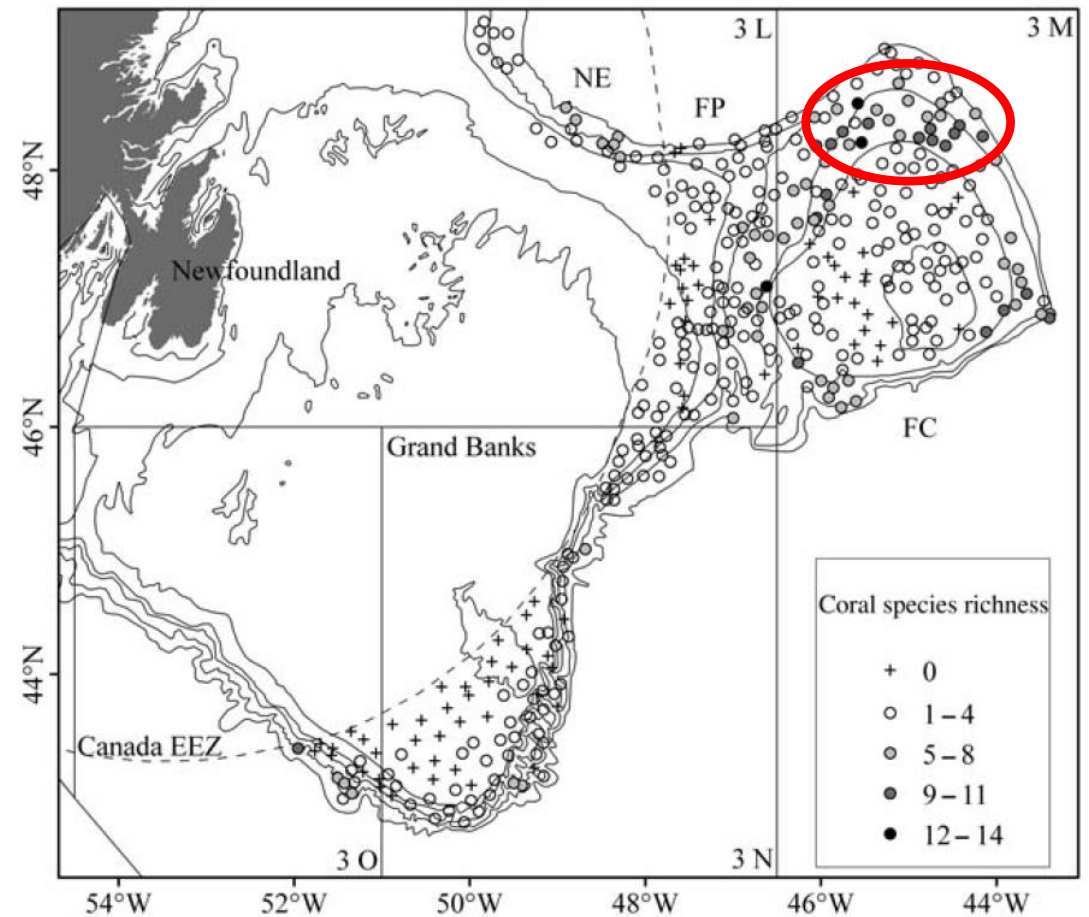 3 L
3 M
NE
FP
48°N
Newfoundland
46°N
Grand Banks
FC
Coral species richness
+ 0
1 – 4
44°N
5 – 8
Canada EEZ
9 – 11
12 – 14
3 O
3 N
54°W
52°W
50°W
48°W
46°W
44°W